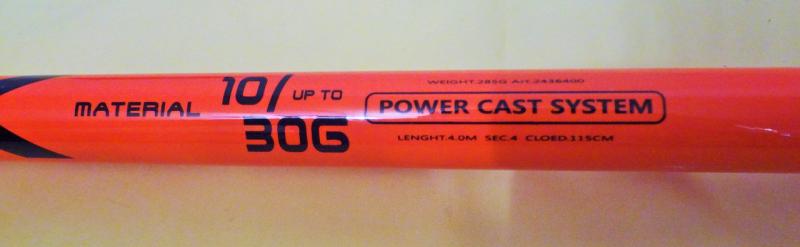 MATERIAL
10/ UP TO
30G
WEIGHT.285G Art.2436400
POWER CAST SYSTEM
LENGHT.4.0M SEC.4 CLOED.115CM